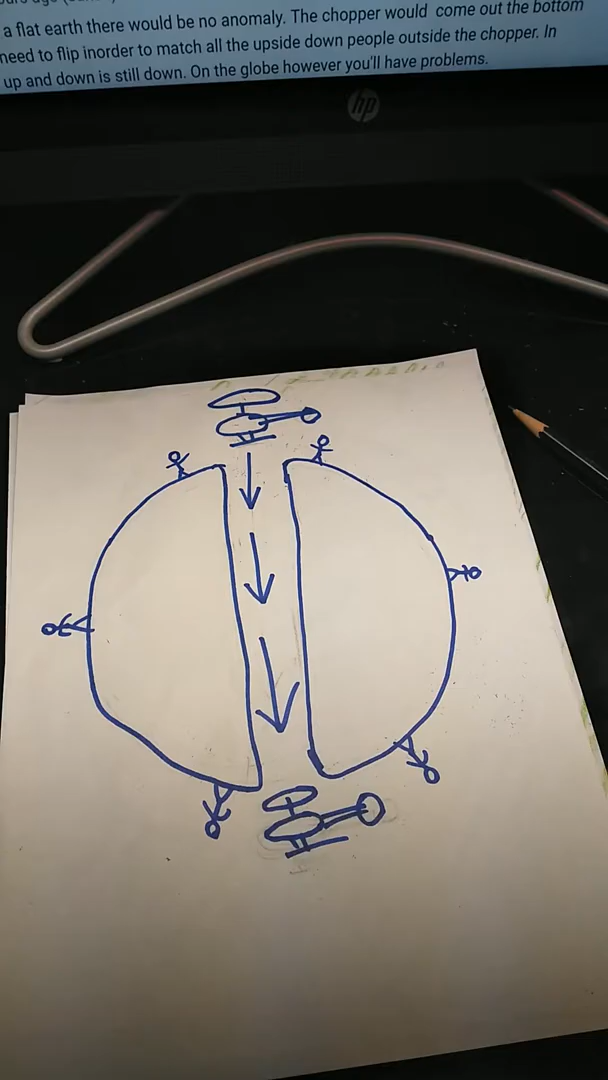 a flat earth there would be no anomaly. The chopper would come out the bottom
need to flip inorder to match all the upside down people outside the chopper. In
up and down is still down. On the globe however you'll have problems.
hp